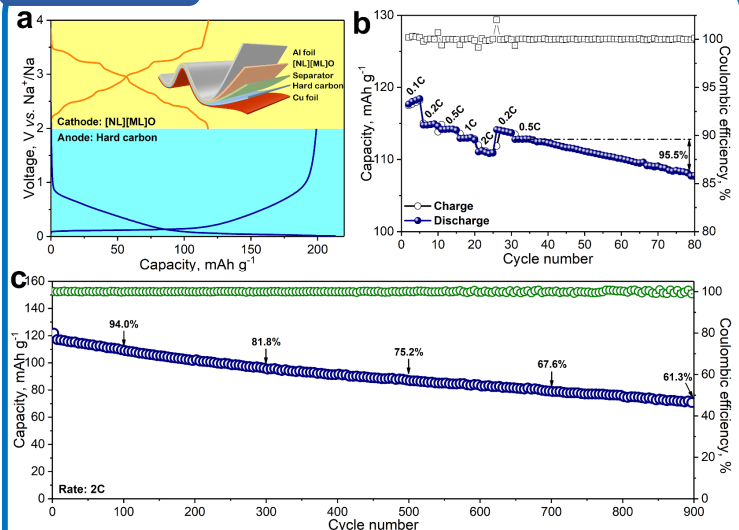 a
4
3
2
1
0
Voltage, V vs. Na+/Na
Al foil
[NL][ML]O
Separator
Hard carbon
Cu foil
Cathode: [NL][ML]O
Anode: Hard carbon
0 50 100 150 200
Capacity, mAh g-1
b
130
120
110
100
Capacity, mAh g-1
0.1C
0.2C
0.5C
1C
2C
0.2C
0.5C
95.5%
Charge
Discharge
100
95
90
85
80
Coulombic efficiency, %
0 10 20 30 40 50 60 70 80
Cycle number
c
160
140
120
100
80
60
40
20
0
Capacity, mAh g-1
94.0%
81.8%
75.2%
67.6%
61.3%
Rate: 2C
100
80
60
40
20
0
Coulombic efficiency, %
0 100 200 300 400 500 600 700 800 900
Cycle number